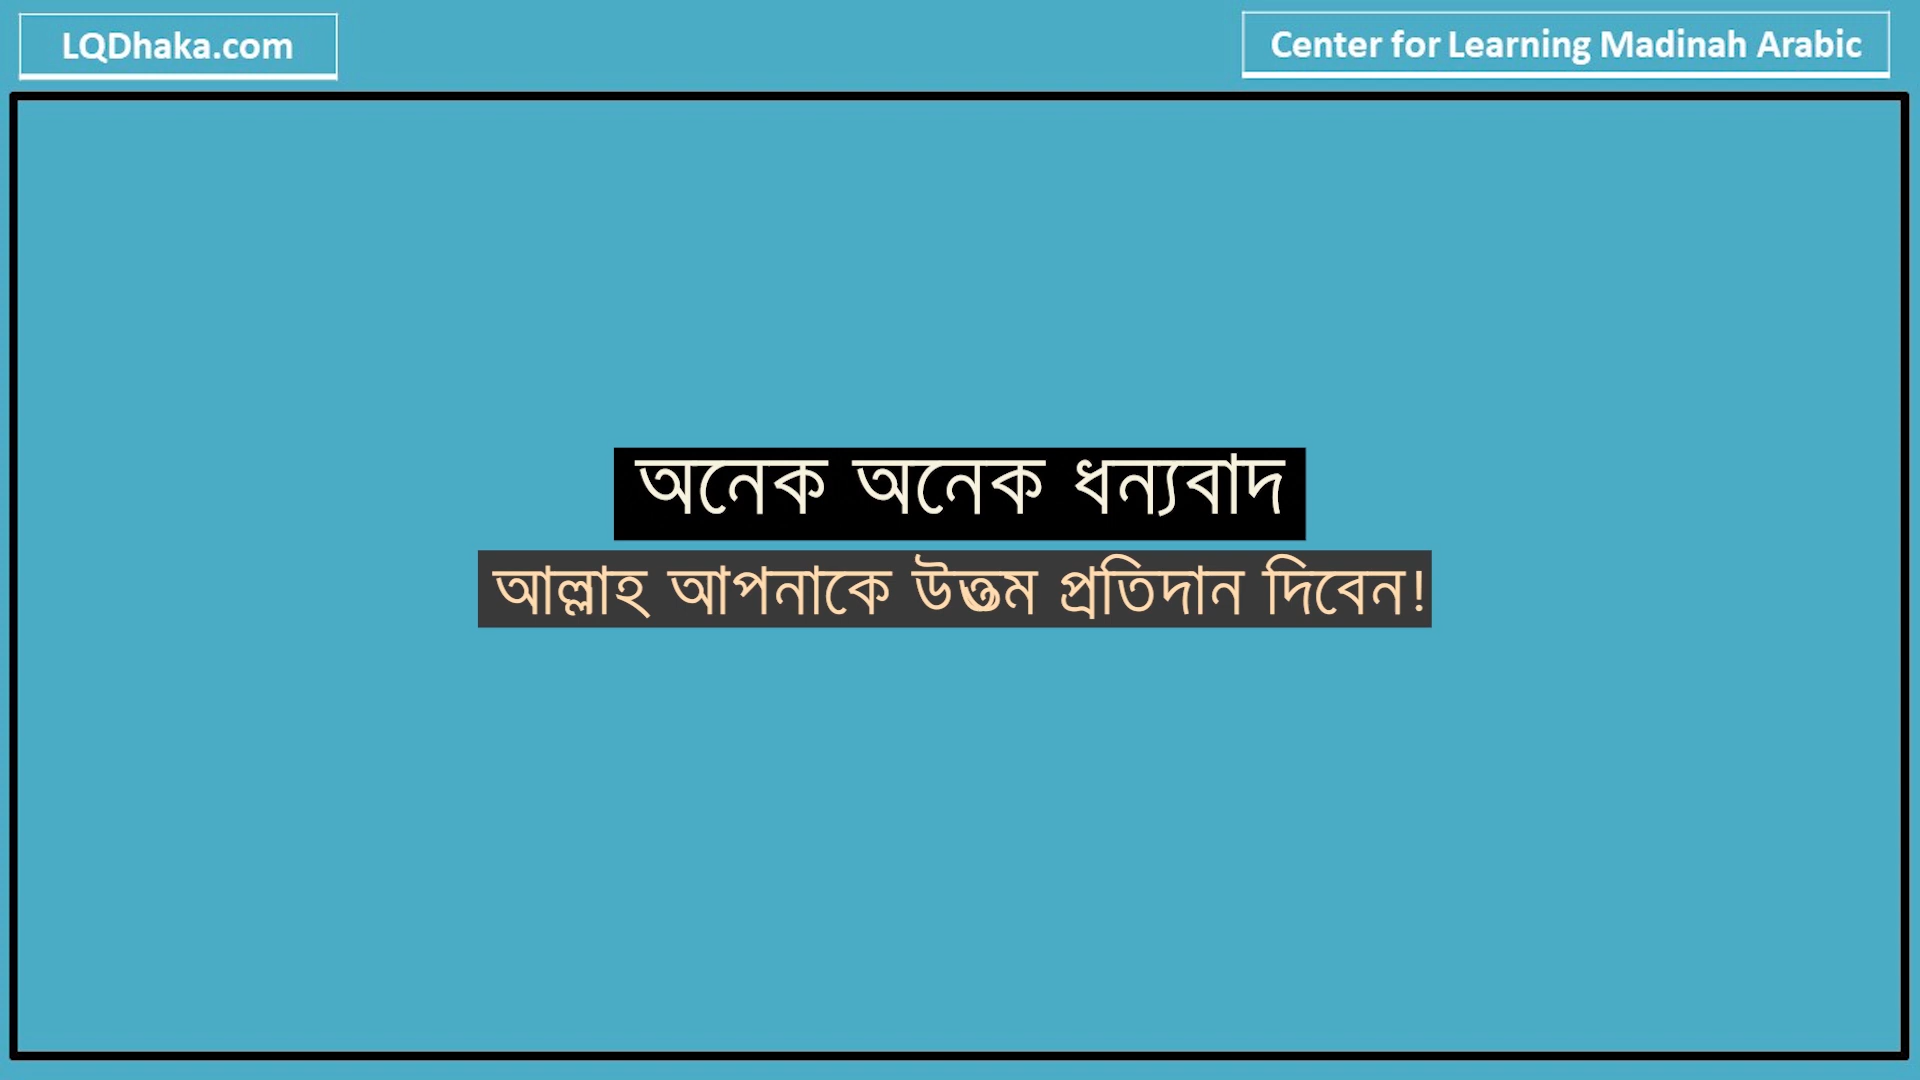 LQDhaka.com
Center for Learning Madinah Arabic
অনেক অনেক ধন্যবাদ
আল্লাহ আপনাকে উত্তম প্রতিদান দিবেন!